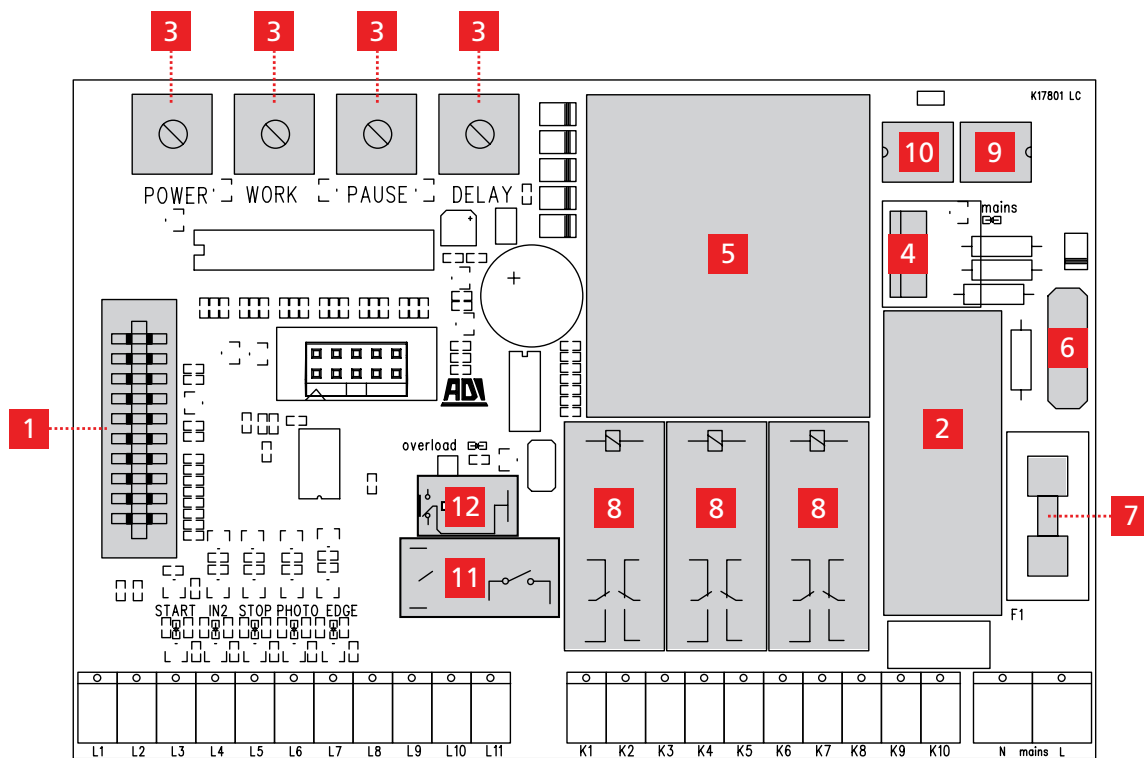 3 3 3 3
K17801 LC
10 9
POWER WORK PAUSE DELAY
mains
+
4
5
+
6
ADI
1
2
overload
12
8 8 8
7
11
START IN2 STOP PHOTO EDGE
F1
L1 L2 L3 L4 L5 L6 L7 L8 L9 L10 L11 K1 K2 K3 K4 K5 K6 K7 K8 K9 K10 N mains L